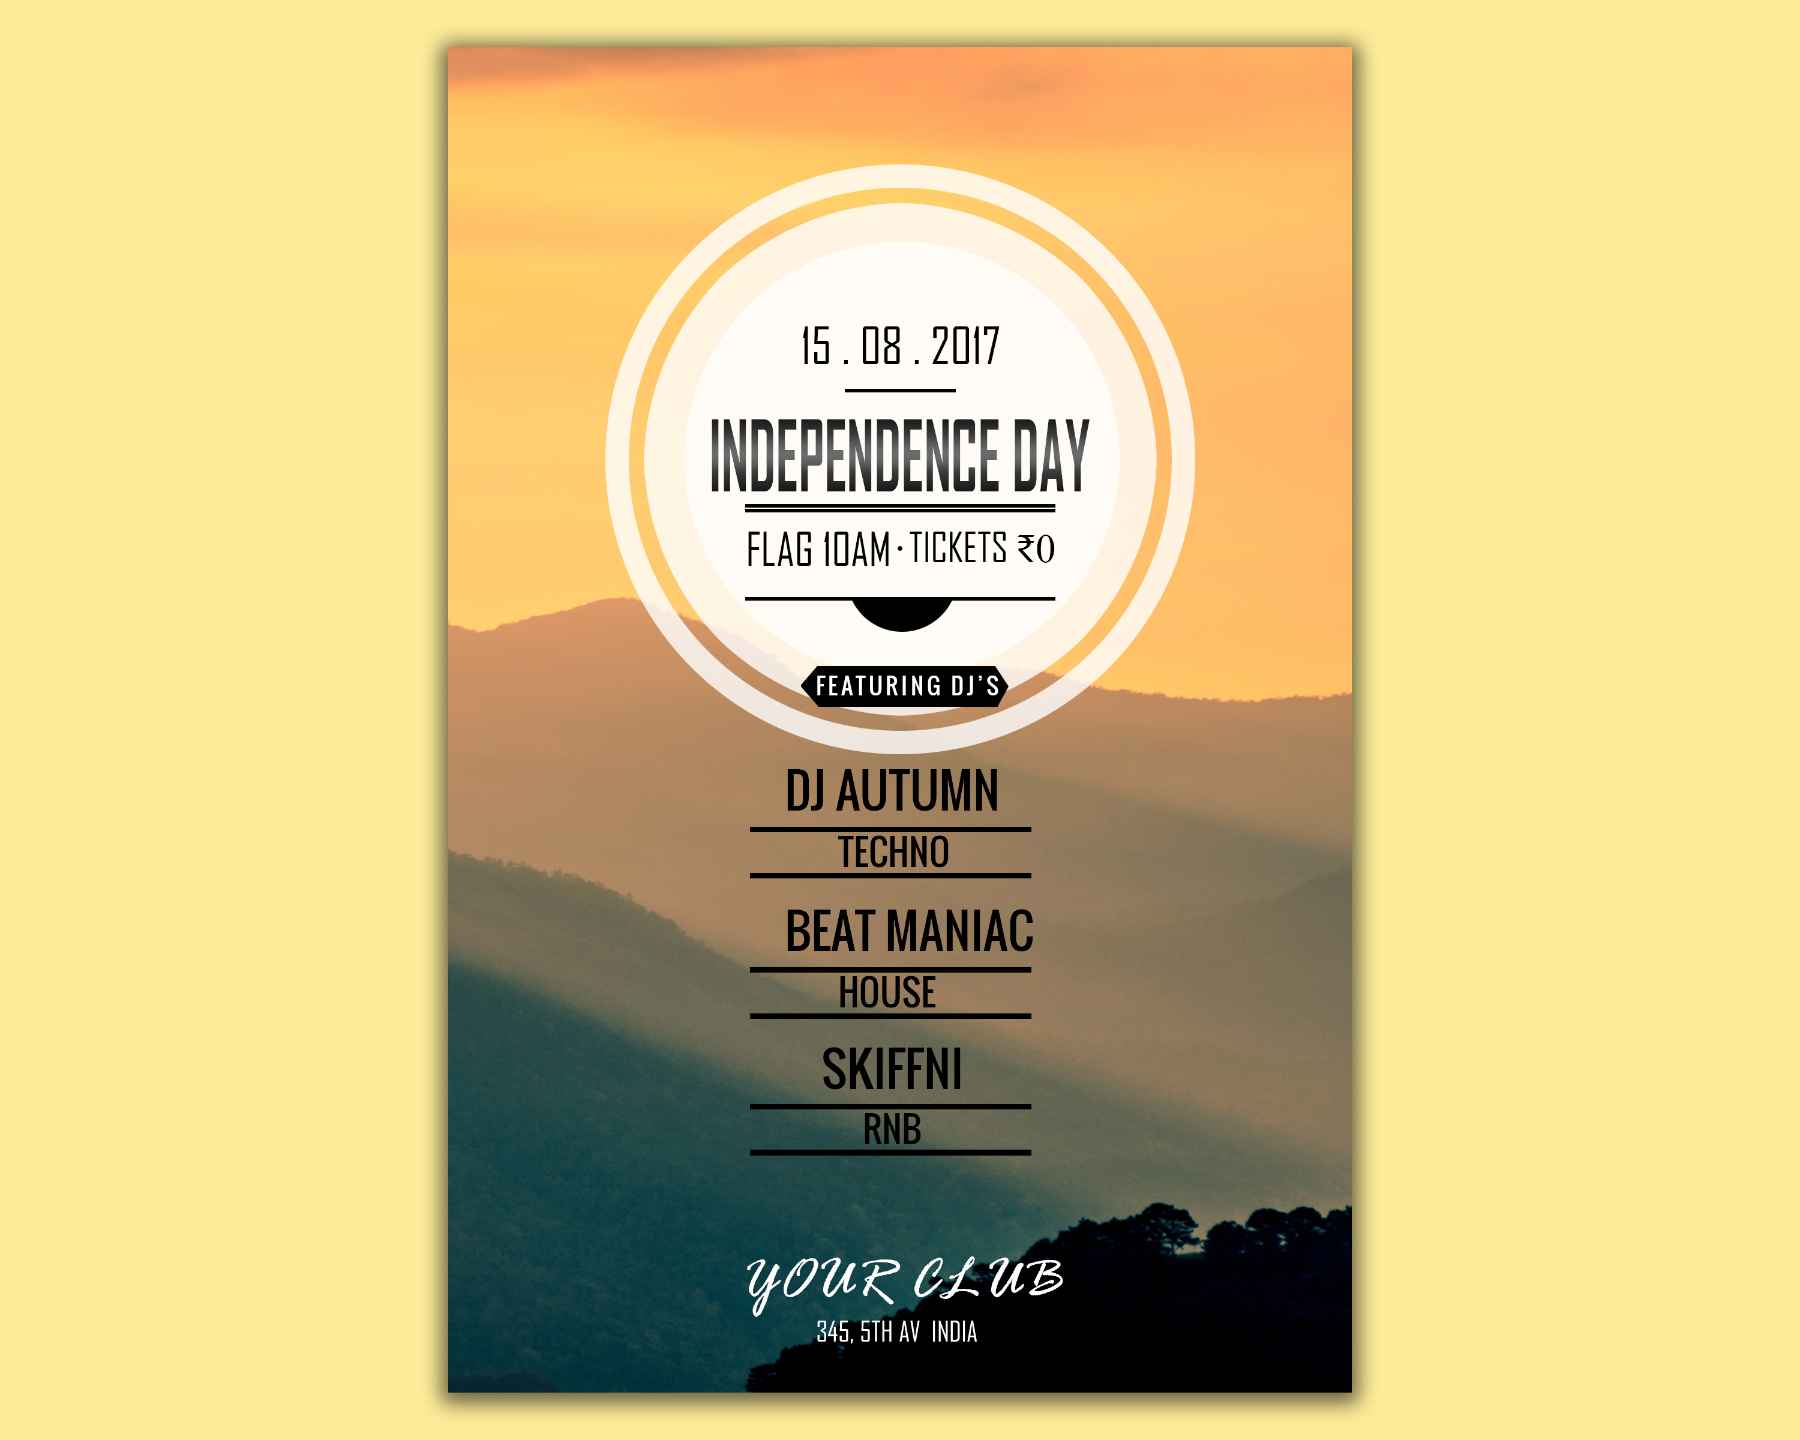 15 . 08 . 2017
INDEPENDENCE DAY
FLAG 10AM · TICKETS ₹0
FEATURING DJ'S
DJ AUTUMN
TECHNO
BEAT MANIAC
HOUSE
SKIFFNI
RNB
YOUR CLUB
345, 5TH AV INDIA